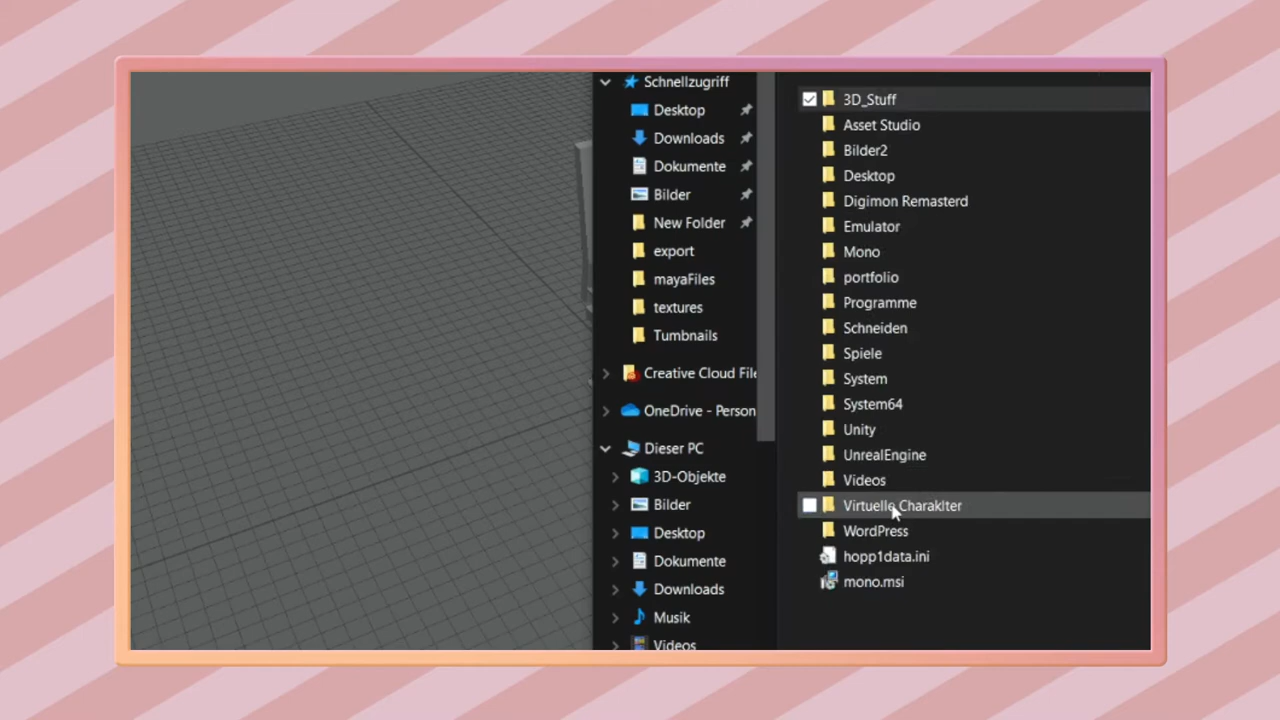 Schnellzugriff
Desktop
Downloads
Dokumente
Bilder
New Folder
export
mayaFiles
textures
Tumbnails
Creative Cloud File
OneDrive - Person
Dieser PC
3D-Objekte
Bilder
Desktop
Dokumente
Downloads
Musik
Videos
3D_Stuff
Asset Studio
Bilder2
Desktop
Digimon Remasterd
Emulator
Mono
portfolio
Programme
Schneiden
Spiele
System
System64
Unity
UnrealEngine
Videos
Virtuelle Charaklter
WordPress
hopp1data.ini
mono.msi